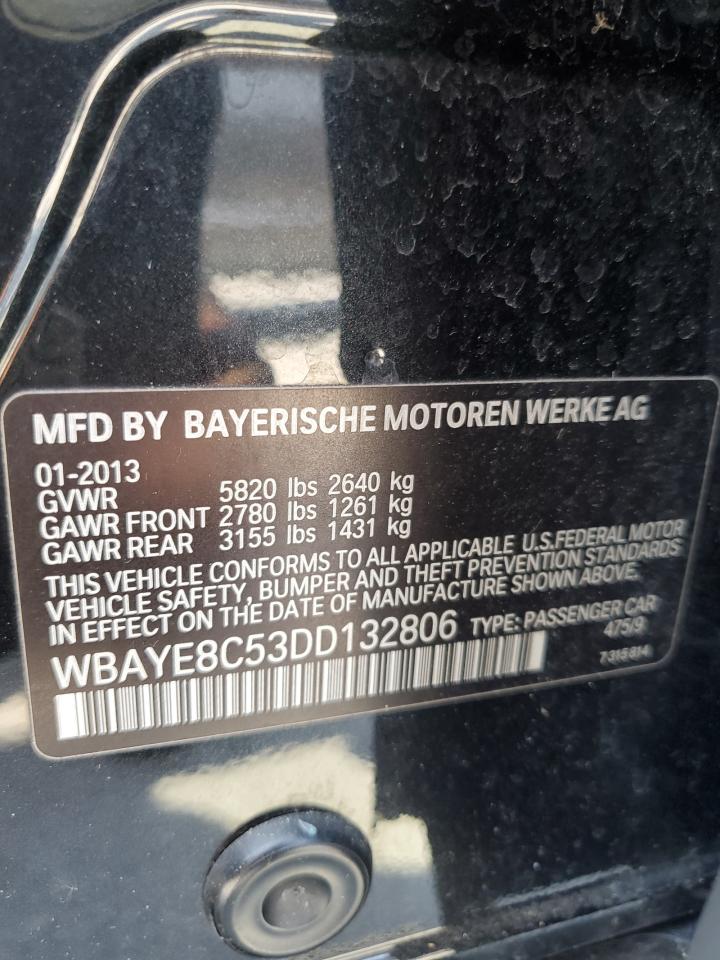 MFD BY BAYERISCHE MOTOREN WERKE AG
01-2013
GVWR 5820 lbs 2640 kg
GAWR FRONT 2780 lbs 1261 kg
GAWR REAR 3155 lbs 1431 kg
THIS VEHICLE CONFORMS TO ALL APPLICABLE U.S.FEDERAL MOTOR
VEHICLE SAFETY, BUMPER AND THEFT PREVENTION STANDARDS
IN EFFECT ON THE DATE OF MANUFACTURE SHOWN ABOVE.
WBAYE8C53DD132806 TYPE: PASSENGER CAR
475/9
7315814